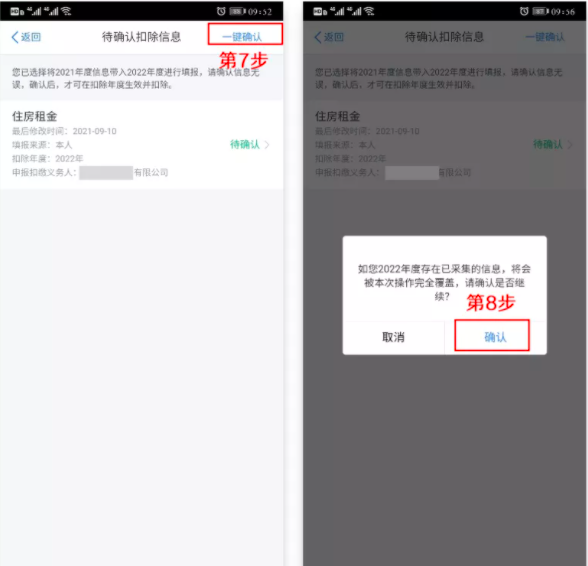 HD B 4G 4G 09:52
返回 待确认扣除信息 一键确认
第7步
您已选择将2021年度信息带入2022年度进行填报,请确认信息无
误,确认后,才可在扣除年度生效并扣除。
住房租金
最后修改时间:2021-09-10
填报来源:本人
待确认
扣除年度:2022年
申报扣缴义务人: 有限公司
HD B 4G 4G 09:56
返回 待确认扣除信息 一键确认
您已选择将2021年度信息带入2022年度进行填报,请确认信息无
误,确认后,才可在扣除年度生效并扣除。
住房租金
最后修改时间:2021-09-10
填报来源:本人
待确认
扣除年度:2022年
申报扣缴义务人: 有限公司
如您2022年度存在已采集的信息,将会
被本次操作完全覆盖,请确认是否继
续?
第8步
取消 确认